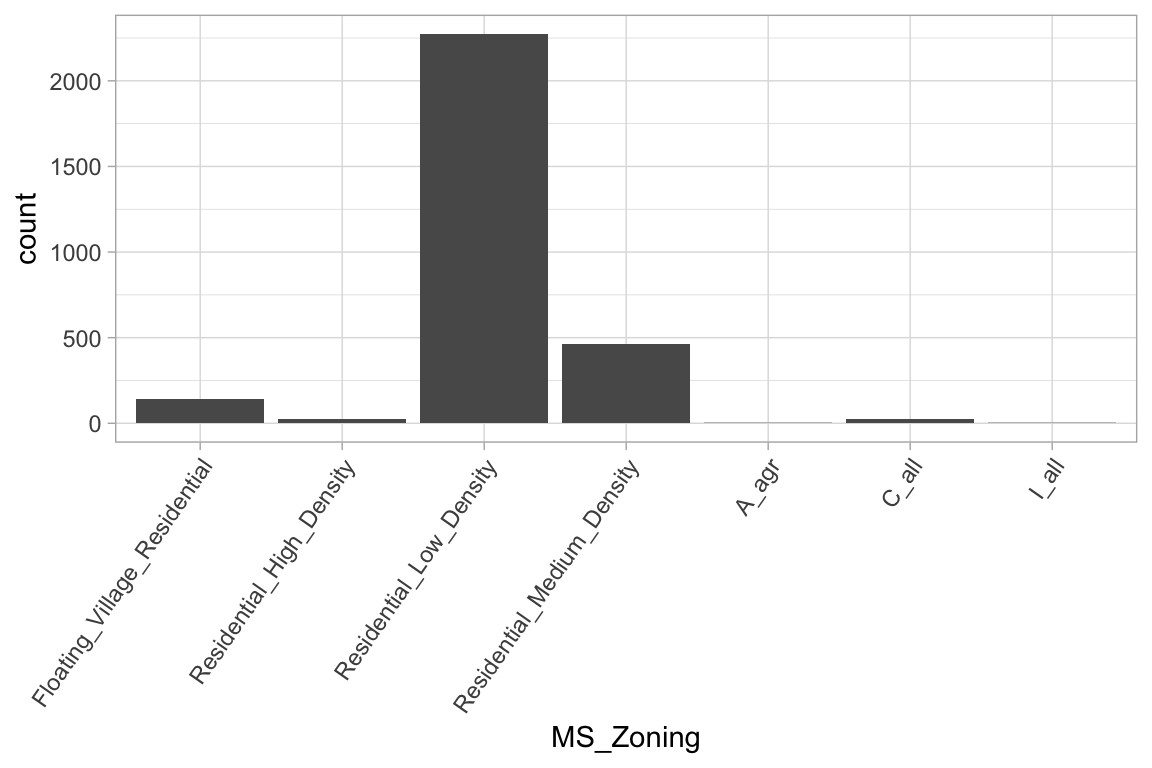 2000
1500
1000
500
0
count
Floating_Village_Residential
Residential_High_Density
Residential_Low_Density
Residential_Medium_Density
A_agr
C_all
I_all
MS_Zoning